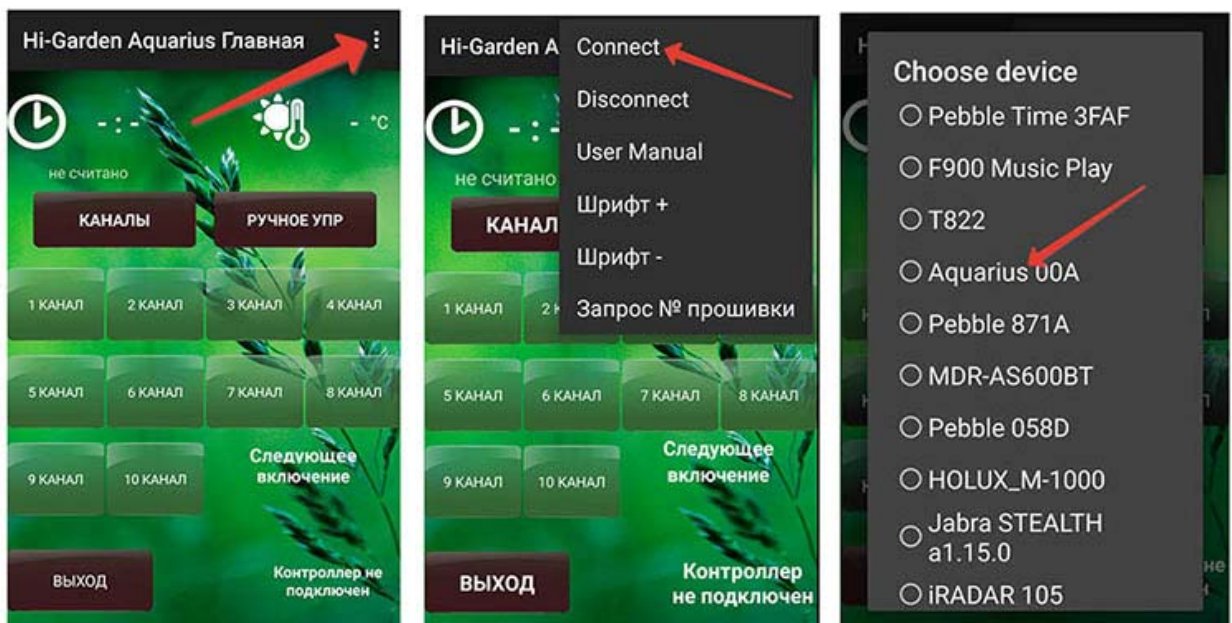 Hi-Garden Aquarius Главная
- : -
- °C
не считано
КАНАЛЫ
РУЧНОЕ УПР
1 КАНАЛ
2 КАНАЛ
3 КАНАЛ
4 КАНАЛ
5 КАНАЛ
6 КАНАЛ
7 КАНАЛ
8 КАНАЛ
9 КАНАЛ
10 КАНАЛ
Следующее
включение
ВЫХОД
Контроллер не
подключен
Hi-Garden A
Connect
Disconnect
User Manual
Шрифт +
Шрифт -
Запрос № прошивки
- : -
не считано
КАНАЛ
1 КАНАЛ
5 КАНАЛ
6 КАНАЛ
7 КАНАЛ
8 КАНАЛ
9 КАНАЛ
10 КАНАЛ
Следующее
включение
ВЫХОД
Контроллер
не подключен
Choose device
Pebble Time 3FAF
F900 Music Play
T822
Aquarius 00A
Pebble 871A
MDR-AS600BT
Pebble 058D
HOLUX_M-1000
Jabra STEALTH
a1.15.0
iRADAR 105